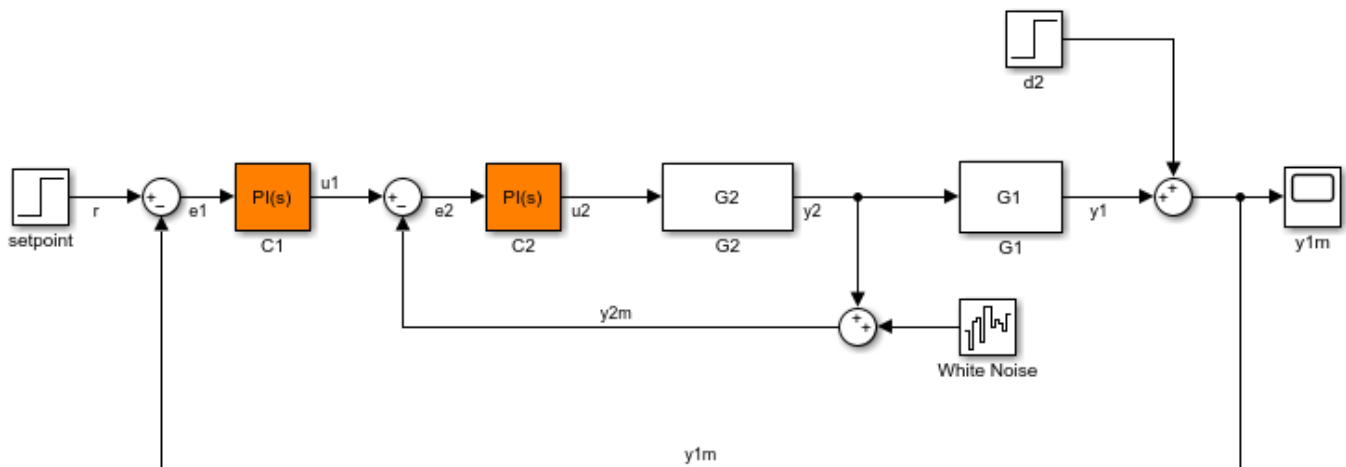 d2
setpoint
r
e1
PI(s)
C1
u1
e2
PI(s)
C2
u2
G2
G2
y2
G1
G1
y1
y1m
y2m
White Noise
y1m